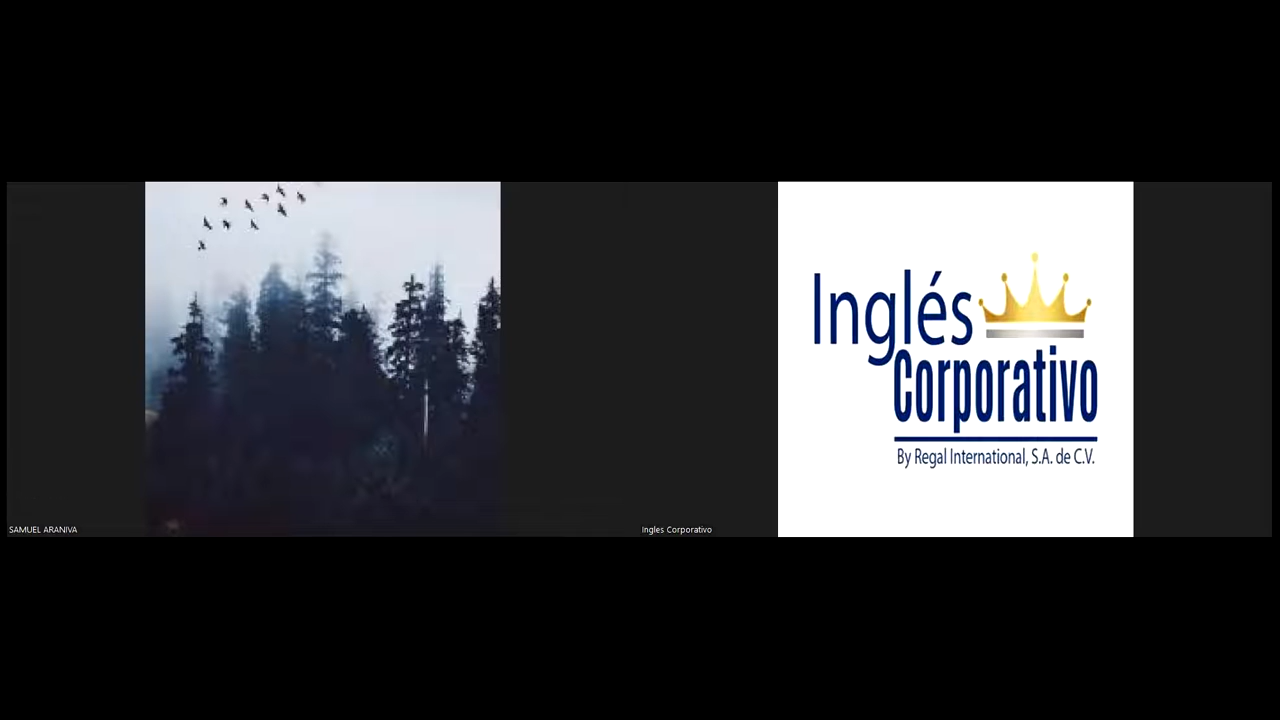 Inglés
Corporativo
By Regal International, S.A. de C.V.
SAMUEL ARANIVA
Ingles Corporativo